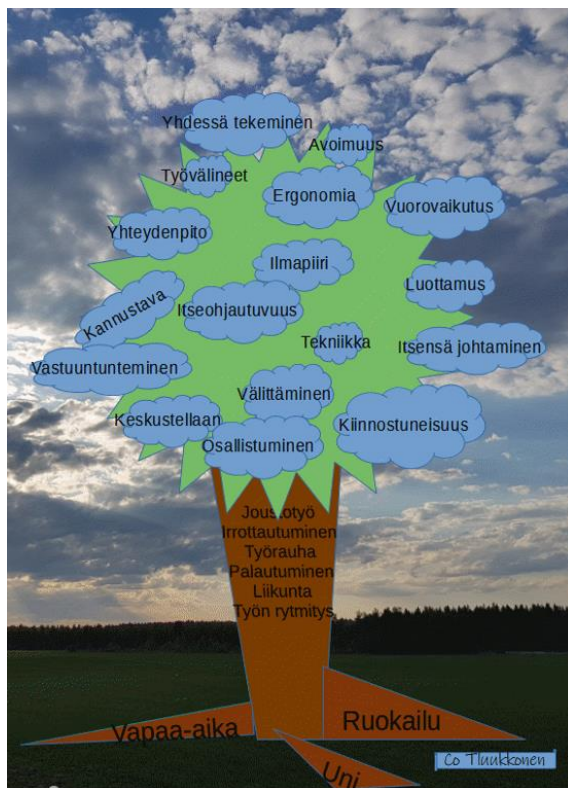 Yhdessä tekeminen
Avoimuus
Työvälineet
Ergonomia
Vuorovaikutus
Yhteydenpito
Ilmapiiri
Luottamus
Kannustava
Itseohjautuvuus
Tekniikka
Itsensä johtaminen
Vastuuntunteminen
Välittäminen
Keskustellaan
Kiinnostuneisuus
Osallistuminen
Joustotyö
Irrottautuminen
Työrauha
Palautuminen
Liikunta
Työn rytmitys
Vapaa-aika
Ruokailu
Uni
Co Tluukkonen